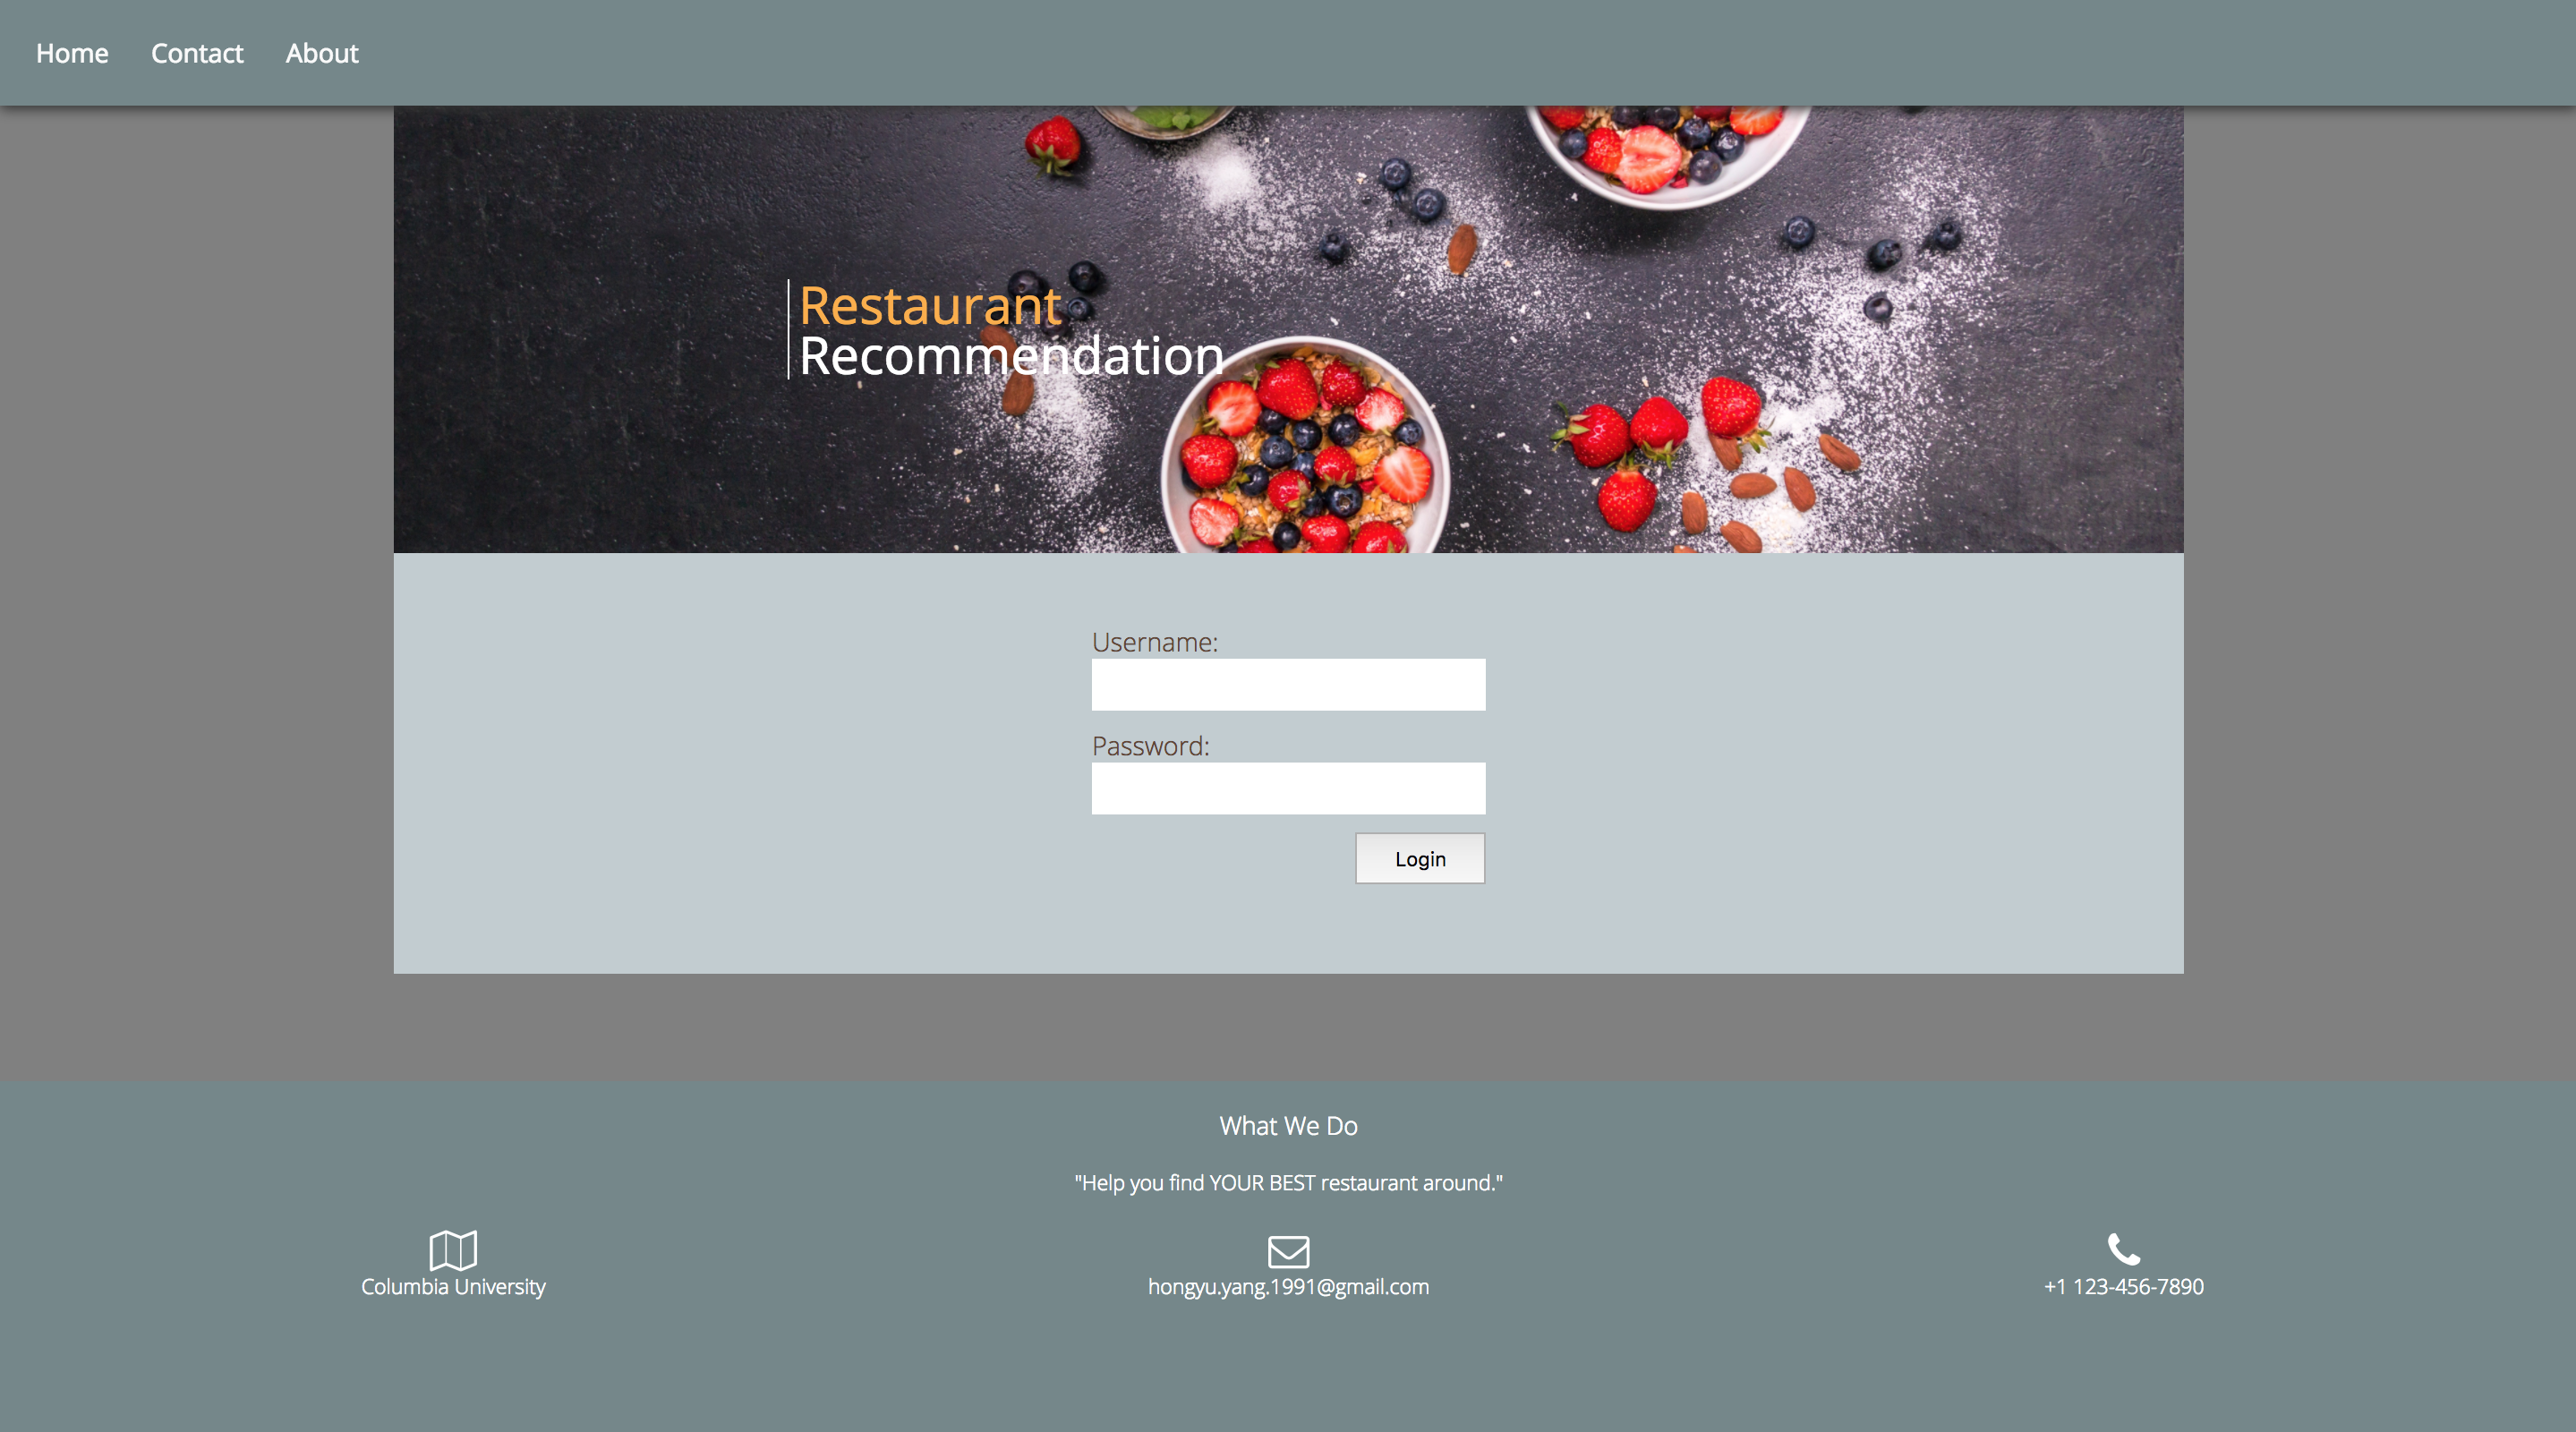 Home Contact About
Restaurant
Recommendation
Username:
Password:
Login
What We Do
"Help you find YOUR BEST restaurant around."
Columbia University hongyu.yang.1991@gmail.com +1 123-456-7890